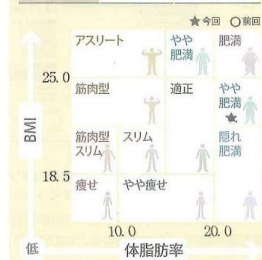 ★今回 ○前回
アスリート
やや
肥満
肥満
25.0
筋肉型
適正
やや
肥満
★
BMI
筋肉型
スリム
スリム
隠れ
肥満
18.5
痩せ
やや痩せ
10.0
20.0
低
体脂肪率